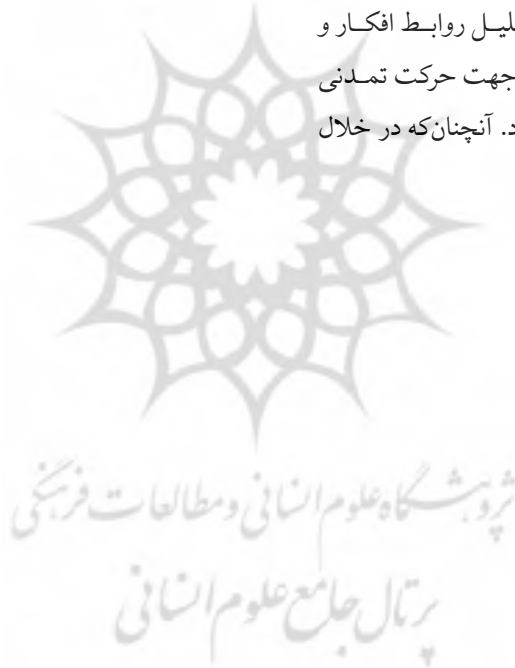 لیل روابط افکار و
جهت حرکت تمدنی
د. آنچنان‌که در خلال
پژوهشگاه علوم انسانی و مطالعات فرهنگی
پرتال جامع علوم انسانی